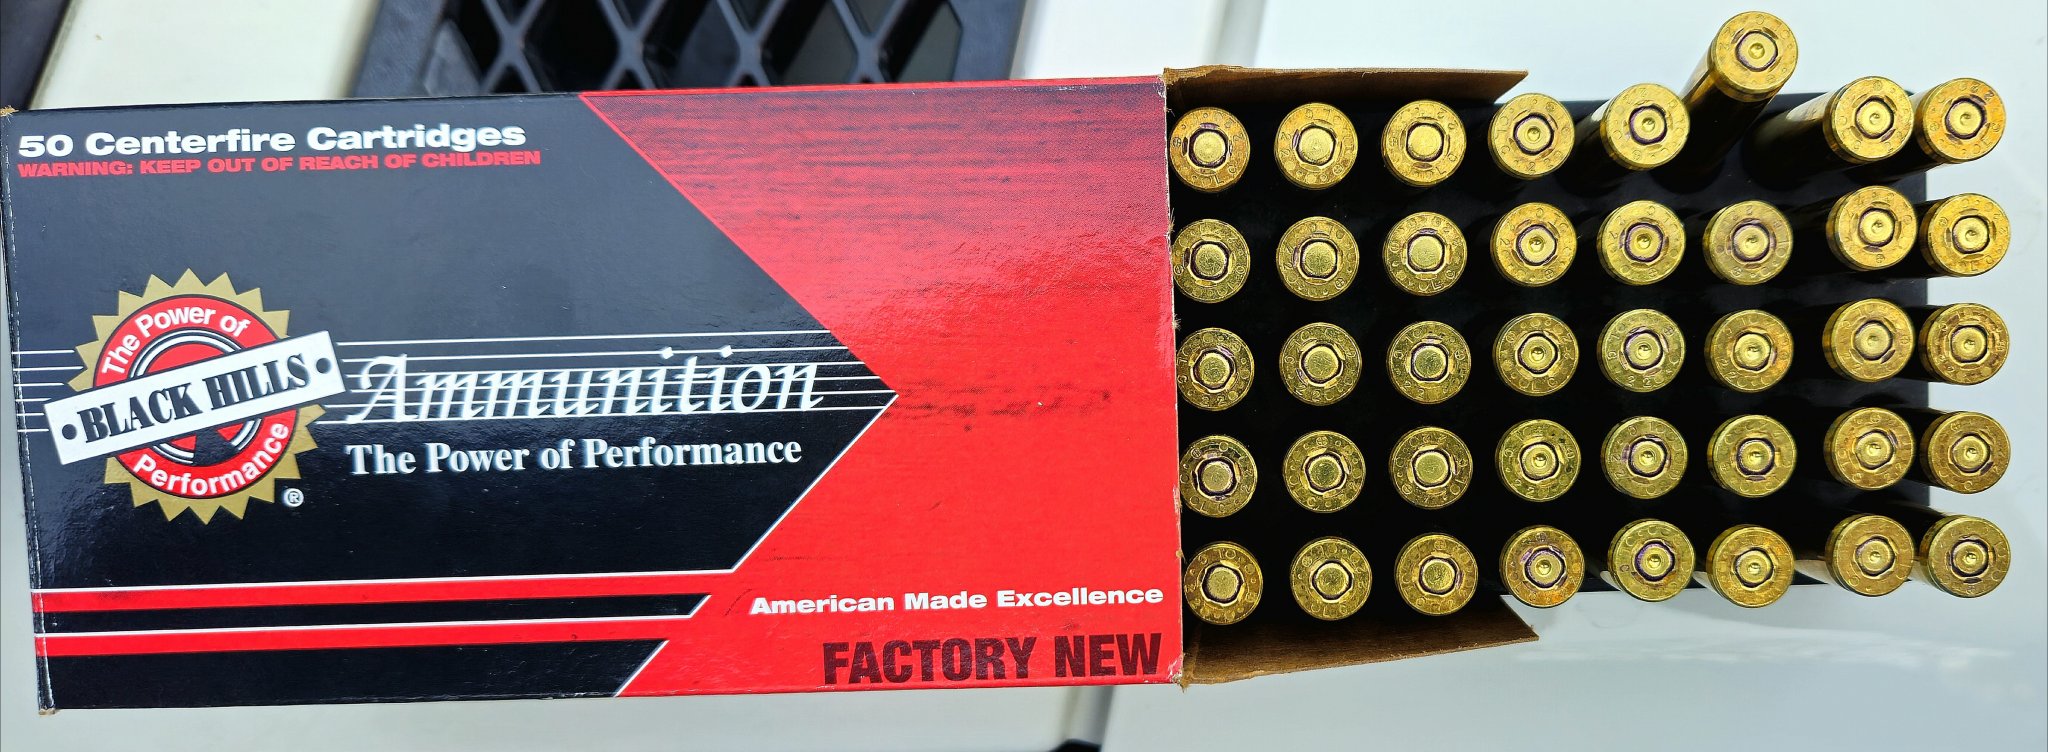 50 Centerfire Cartridges
WARNING: KEEP OUT OF REACH OF CHILDREN
The Power of
BLACK HILLS
Performance
®
Ammunition
The Power of Performance
American Made Excellence
FACTORY NEW